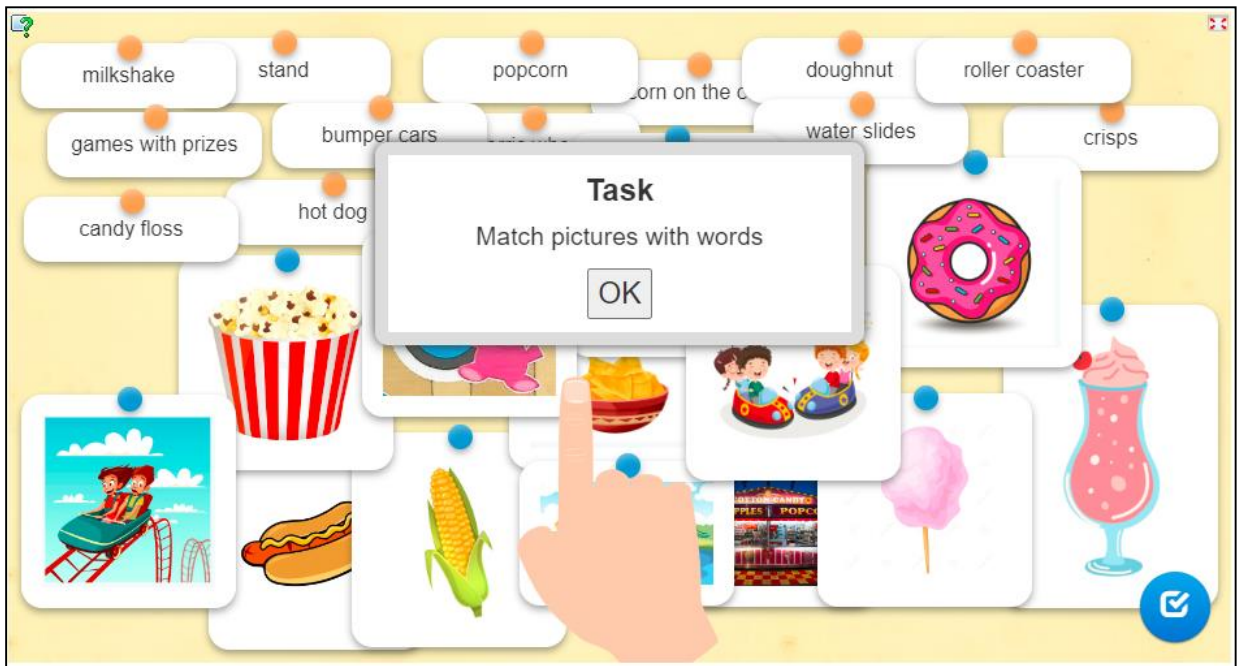 milkshake
stand
popcorn
doughnut
roller coaster
corn on the
games with prizes
bumper cars
water slides
crisps
candy floss
hot dog
Task
Match pictures with words
OK